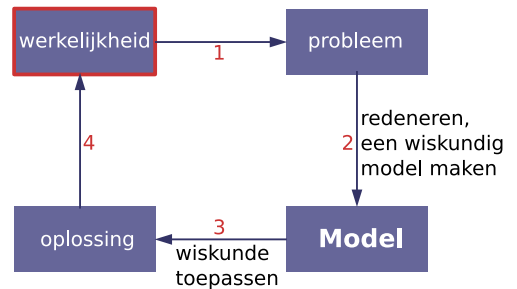 werkelijkheid
1
probleem
redeneren,
2 een wiskundig
model maken
4
oplossing
3
wiskunde
toepassen
Model